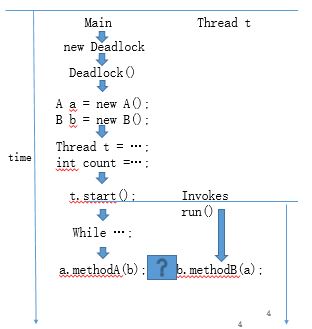 Main Thread t
new Deadlock
Deadlock();
A a = new A();
B b = new B();
Thread t = …;
int count =…;
time
t.start(); Invokes
run()
While …;
a.methodA(b); ? b.methodB(a);
4
4